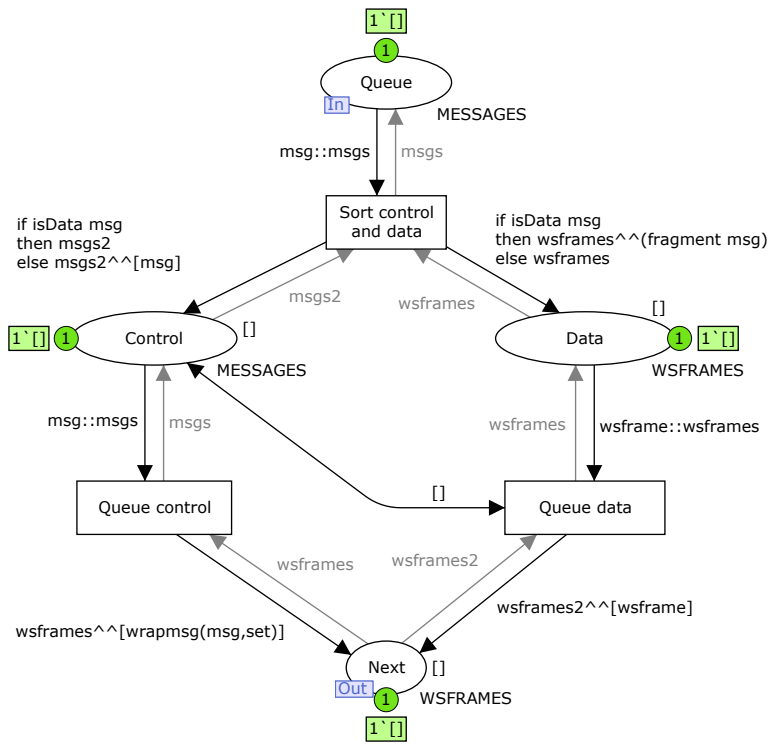 1`[]
1
Queue
In
MESSAGES
msg::msgs
msgs
Sort control
and data
if isData msg
then msgs2
else msgs2^^[msg]
if isData msg
then wsframes^^(fragment msg)
else wsframes
msgs2
wsframes
1`[]
1
Control
[]
MESSAGES
[]
Data
1
1`[]
WSFRAMES
msg::msgs
msgs
wsframes
wsframe::wsframes
Queue control
[]
Queue data
wsframes
wsframes2
wsframes^^[wrapmsg(msg,set)]
wsframes2^^[wsframe]
Next
[]
Out
1
WSFRAMES
1`[]